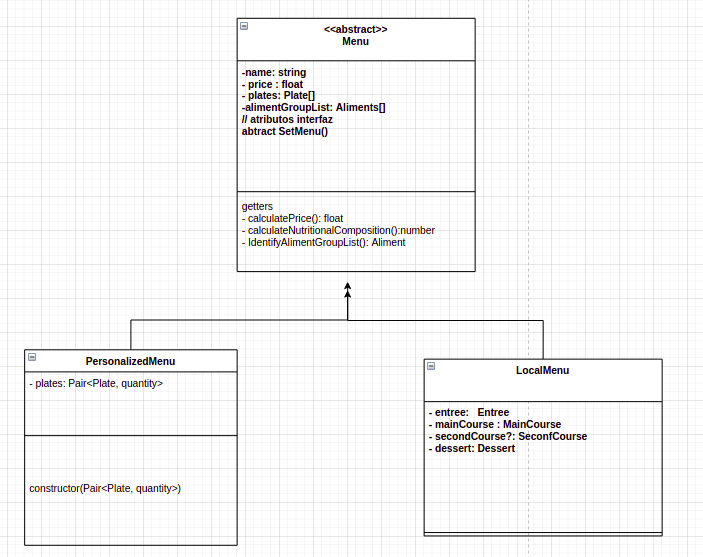 <<abstract>>
Menu
-name: string
- price : float
- plates: Plate[]
-alimentGroupList: Aliments[]
// atributos interfaz
abtract SetMenu()
getters
- calculatePrice(): float
- calculateNutritionalComposition():number
- IdentifyAlimentGroupList(): Aliment
PersonalizedMenu
- plates: Pair<Plate, quantity>
constructor(Pair<Plate, quantity>)
LocalMenu
- entree:   Entree
- mainCourse : MainCourse
- secondCourse?: SeconfCourse
- dessert: Dessert